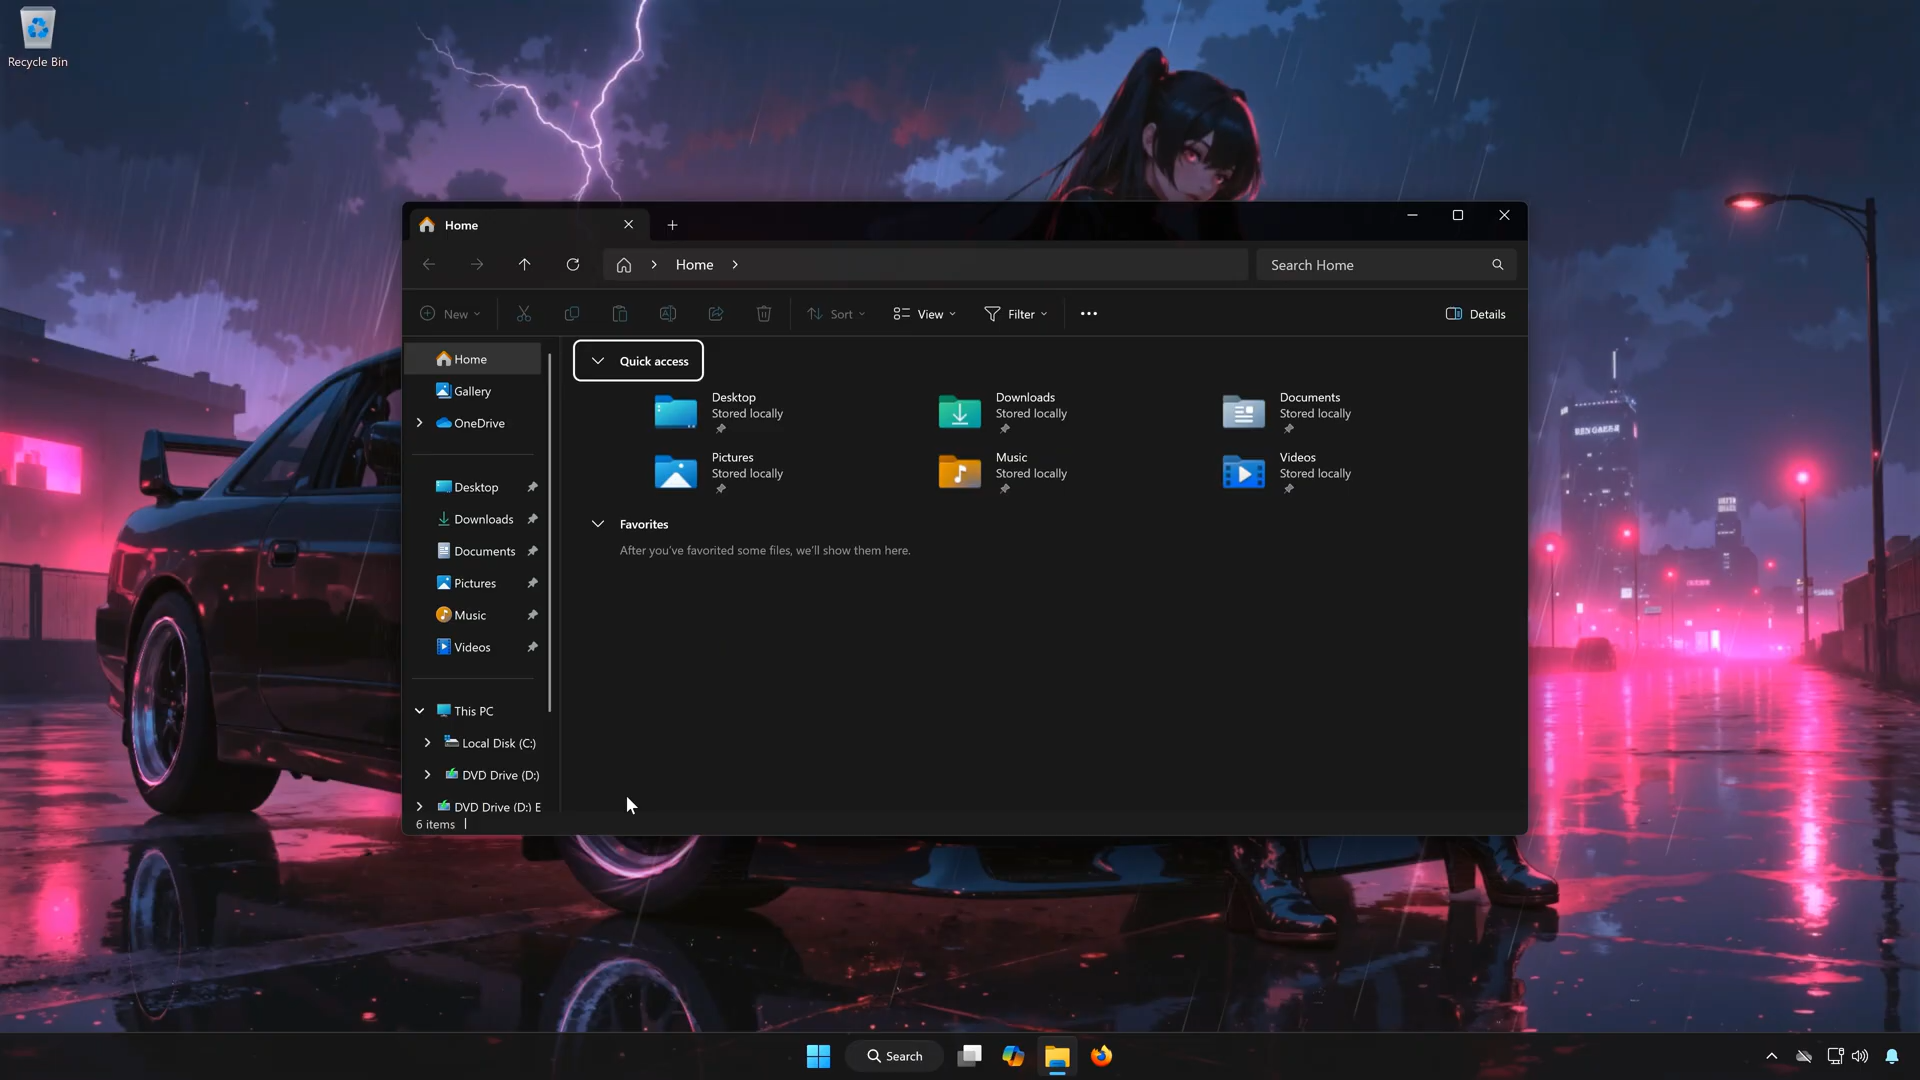 Recycle Bin
Home
Home
Search Home
New
Sort
View
Filter
Details
Home
Gallery
OneDrive
Desktop
Downloads
Documents
Pictures
Music
Videos
This PC
Local Disk (C:)
DVD Drive (D:)
DVD Drive (D:) E
6 items
Quick access
Desktop
Stored locally
Downloads
Stored locally
Documents
Stored locally
Pictures
Stored locally
Music
Stored locally
Videos
Stored locally
Favorites
After you've favorited some files, we'll show them here.
Search